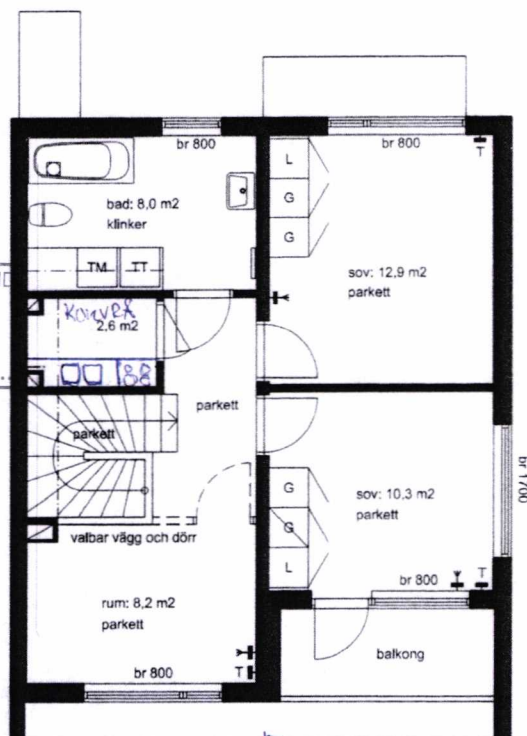 br 800
br 800
T
L
G
G
bad: 8,0 m2
klinker
TM
TT
sov: 12,9 m2
parkett
2,6 m2
parkett
parkett
valbar vägg och dörr
G
G
L
sov: 10,3 m2
parkett
br 1700
br 800
T
rum: 8,2 m2
parkett
br 800
T
balkong